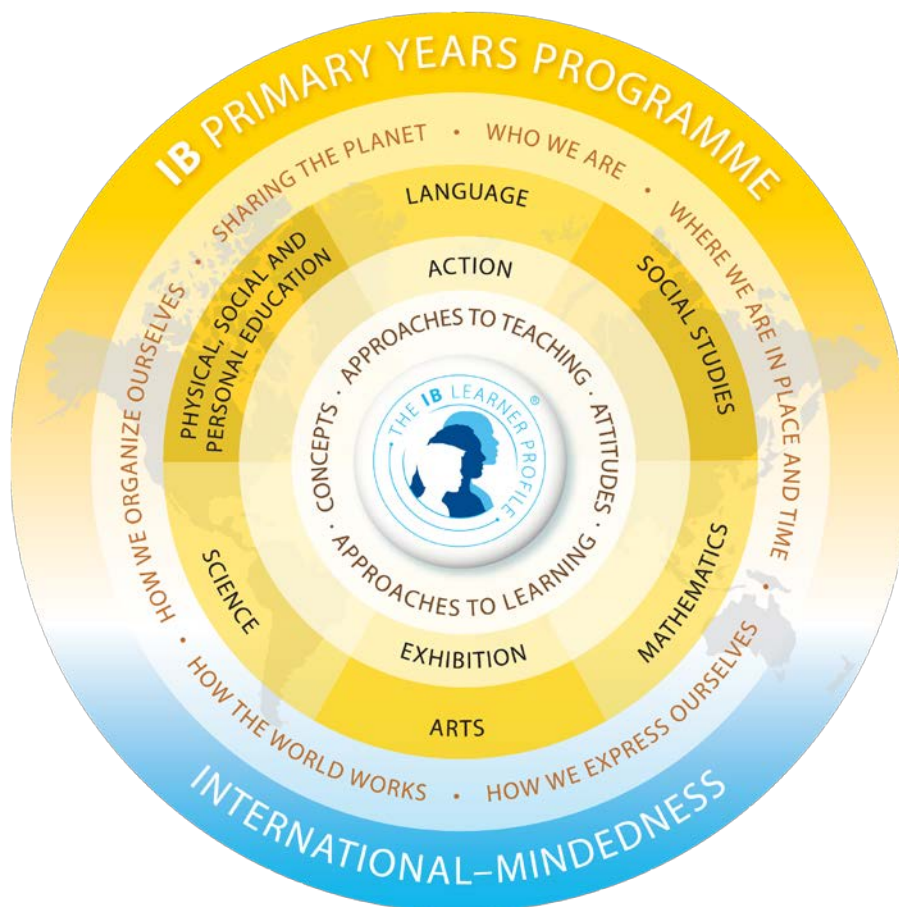 IB PRIMARY YEARS PROGRAMME
SHARING THE PLANET • WHO WE ARE • WHERE WE ARE IN PLACE AND TIME • HOW WE EXPRESS OURSELVES • HOW THE WORLD WORKS • HOW WE ORGANIZE OURSELVES •
LANGUAGE
SOCIAL STUDIES
MATHEMATICS
ARTS
SCIENCE
PHYSICAL, SOCIAL AND
PERSONAL EDUCATION
ACTION
EXHIBITION
APPROACHES TO TEACHING · ATTITUDES · APPROACHES TO LEARNING · CONCEPTS ·
• THE IB LEARNER PROFILE • ®
INTERNATIONAL–MINDEDNESS